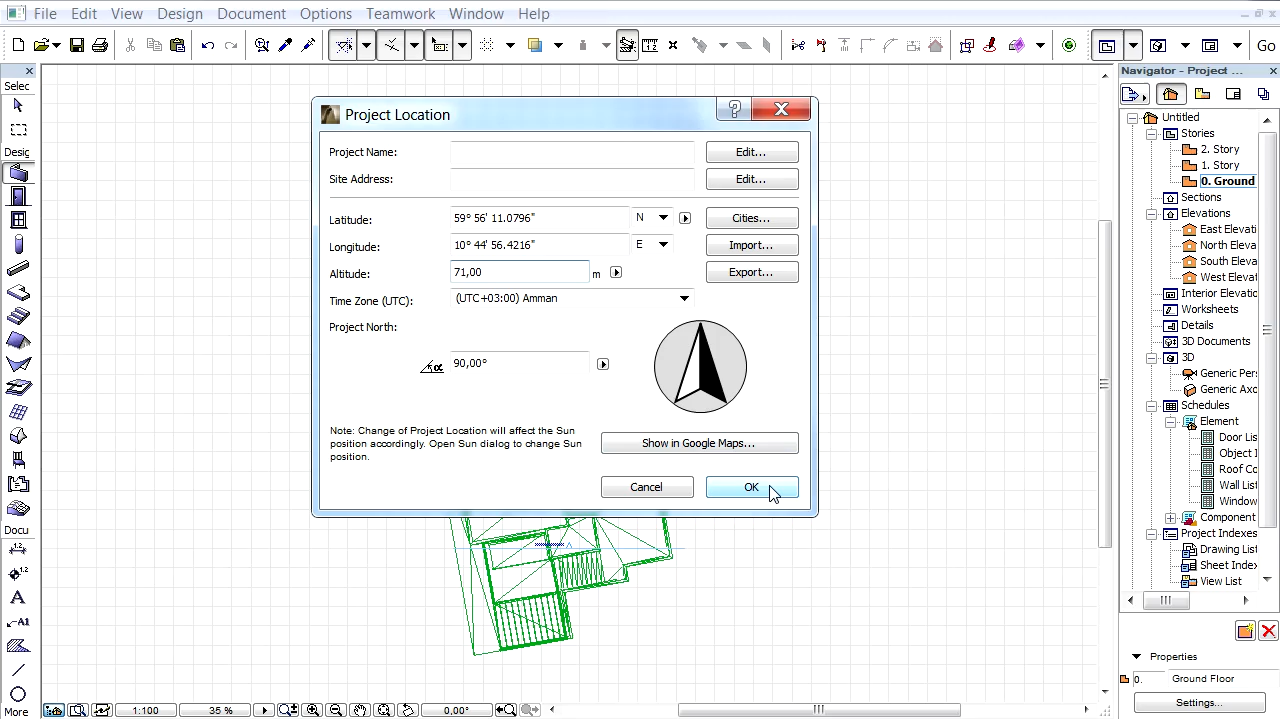 File Edit View Design Document Options Teamwork Window Help
Go
Selec
Desig
Docu
More
Project Location
Project Name: Edit...
Site Address: Edit...
Latitude: 59° 56' 11.0796" N Cities...
Longitude: 10° 44' 56.4216" E Import...
Altitude: 71,00 m Export...
Time Zone (UTC): (UTC+03:00) Amman
Project North:
α 90,00°
Note: Change of Project Location will affect the Sun
position accordingly. Open Sun dialog to change Sun
position.
Show in Google Maps...
Cancel OK
1:100 35 % 0,00°
Navigator - Project ...
Untitled
Stories
2. Story
1. Story
0. Ground
Sections
Elevations
East Elevati
North Eleva
South Eleva
West Elevat
Interior Elevatio
Worksheets
Details
3D Documents
3D
Generic Pers
Generic Axo
Schedules
Element
Door Lis
Object I
Roof Co
Wall List
Window
Component
Project Indexes
Drawing List
Sheet Index
View List
Properties
0. Ground Floor
Settings...